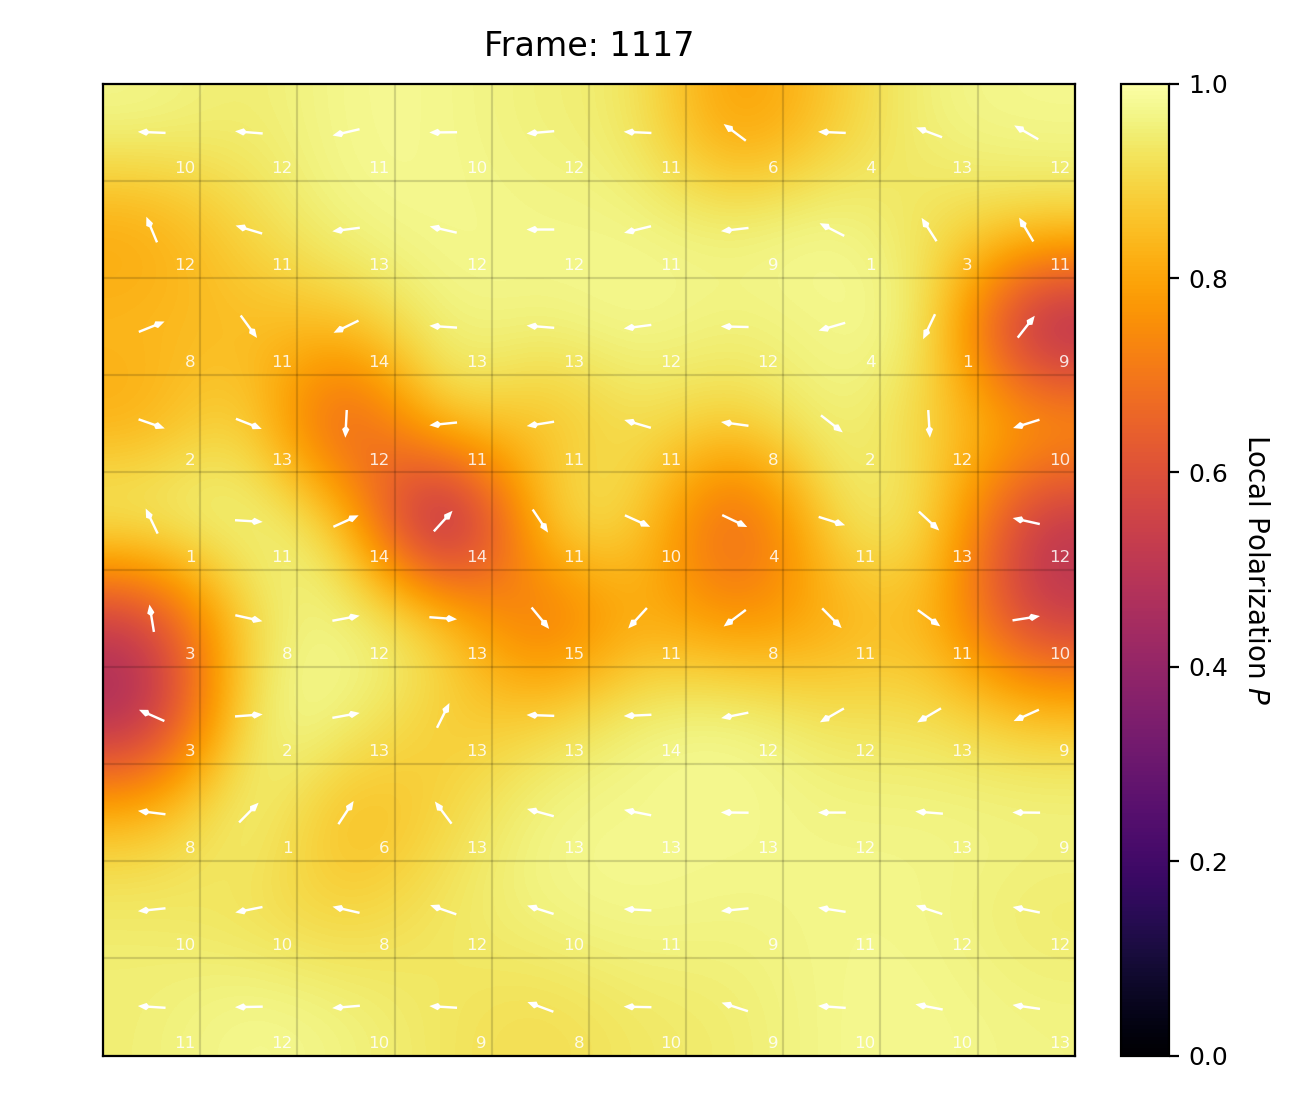 Frame: 1117
10 12 11 10 12 11 6 4 13 12
12 11 13 12 12 11 9 1 3 11
8 11 14 13 13 12 12 4 1 9
2 13 12 11 11 11 8 2 12 10
1 11 14 14 11 10 4 11 13 12
3 8 12 13 15 11 8 11 11 10
3 2 13 13 13 14 12 12 13 9
8 1 6 13 13 13 13 12 13 9
10 10 8 12 10 11 9 11 12 12
11 12 10 9 8 10 9 10 10 13
1.0
0.8
0.6
0.4
0.2
0.0
Local Polarization P